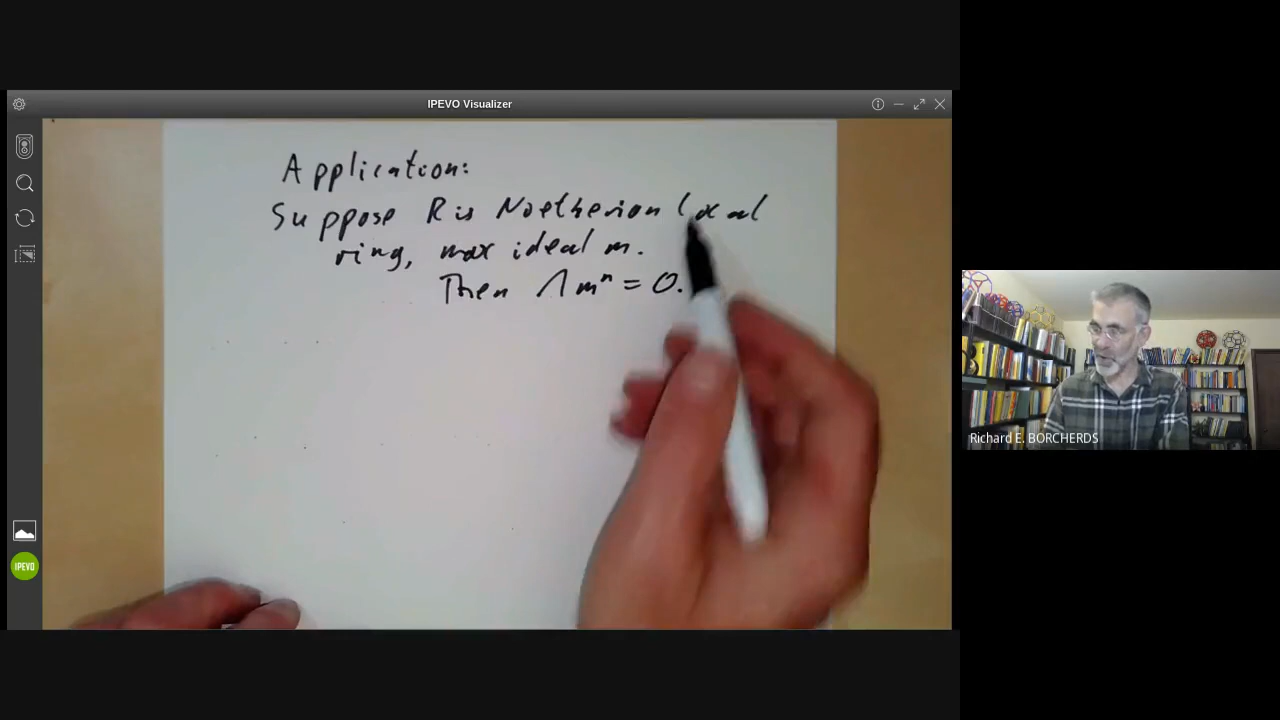 IPEVO Visualizer
Application:
Suppose R is Noetherian local
ring, max ideal m.
Then ⋂ mⁿ = 0.
IPEVO
Richard E. BORCHERDS